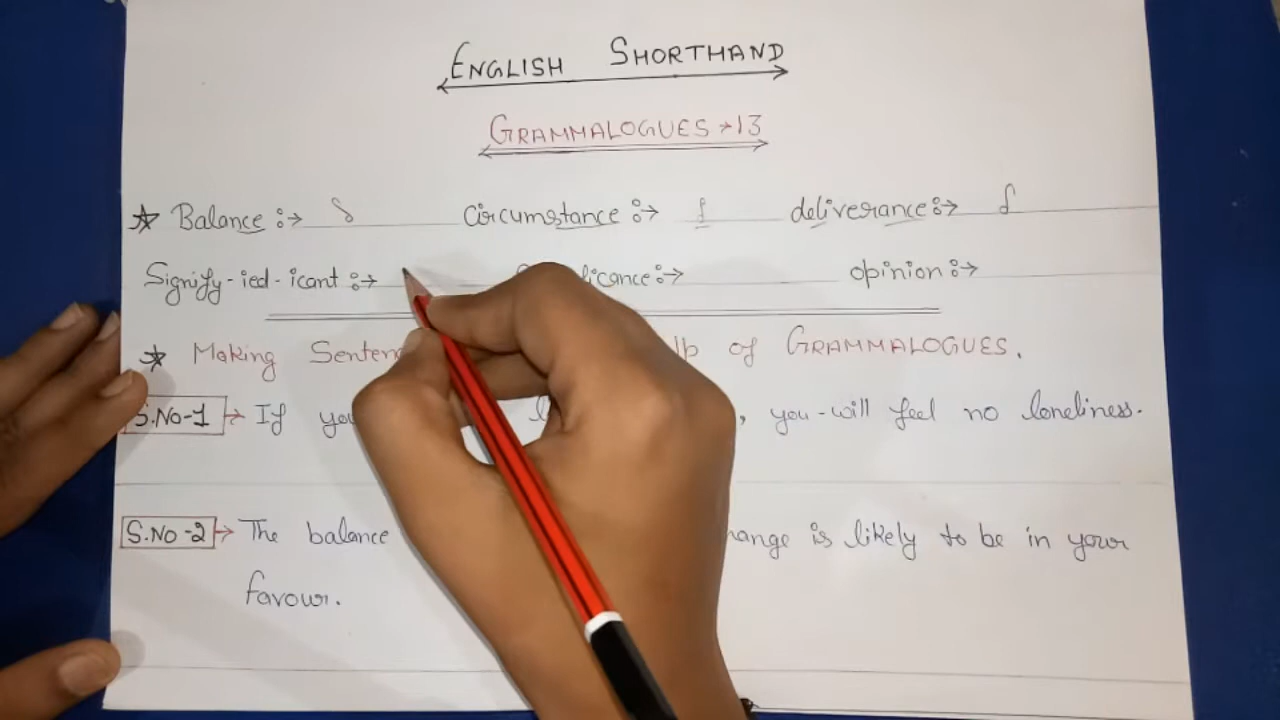 ENGLISH SHORTHAND
GRAMMALOGUES → 13
☆ Balance :→ circumstance :→ deliverance :→
Signify-ied-icant :→ opinion :→
☆ Making of GRAMMALOGUES.
S.No-1 → If , you-will feel no loneliness.
S.No-2 → The balance is likely to be in your
favour.